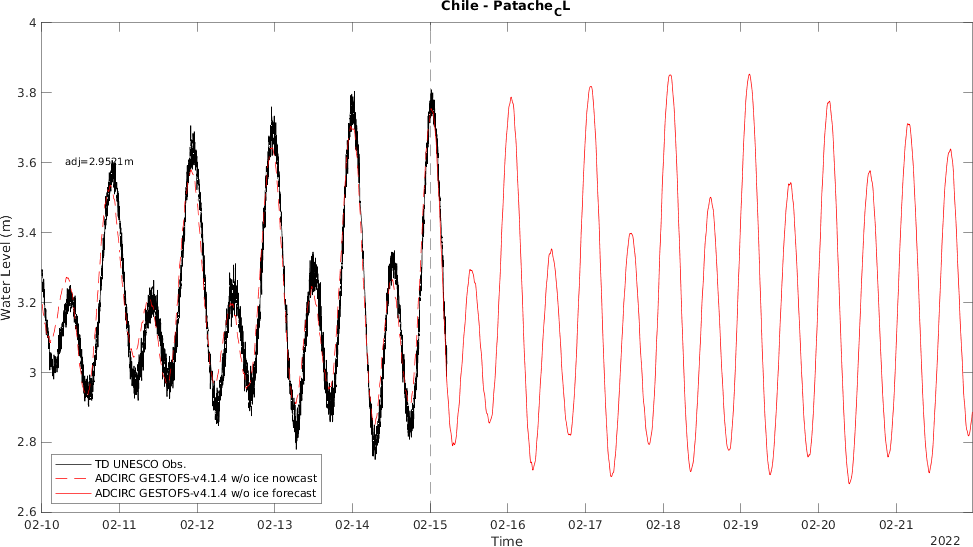 Chile - Patache_CL
4
3.8
3.6
3.4
3.2
3
2.8
2.6
Water Level (m)
adj=2.9521m
TD UNESCO Obs.
ADCIRC GESTOFS-v4.1.4 w/o ice nowcast
ADCIRC GESTOFS-v4.1.4 w/o ice forecast
02-10 02-11 02-12 02-13 02-14 02-15 02-16 02-17 02-18 02-19 02-20 02-21
Time
2022